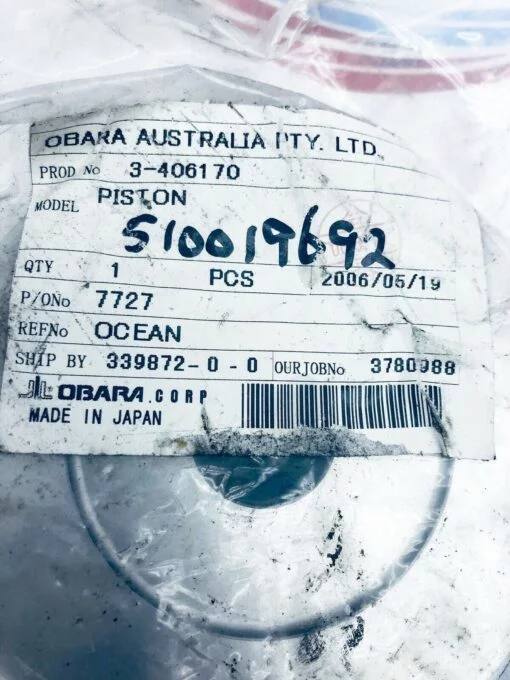 OBARA AUSTRALIA PTY. LTD.
PROD No 3-406170
MODEL PISTON
510019692
QTY 1 PCS 2006/05/19
P/ONo 7727
REFNo OCEAN
SHIP BY 339872-0-0 OURJOBNo 3780988
OBARA.CORP
MADE IN JAPAN